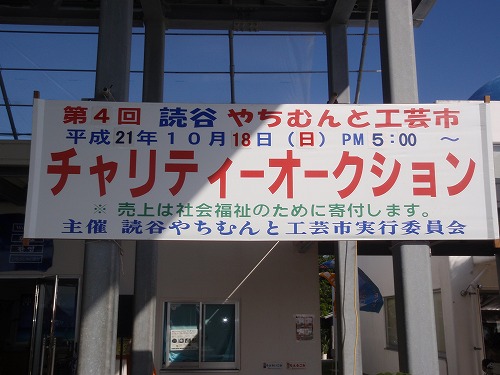 第4回 読谷 やちむんと工芸市
平成21年10月18日(日)PM5:00 ～
チャリティーオークション
※ 売上は社会福祉のために寄付します。
主催 読谷やちむんと工芸市実行委員会